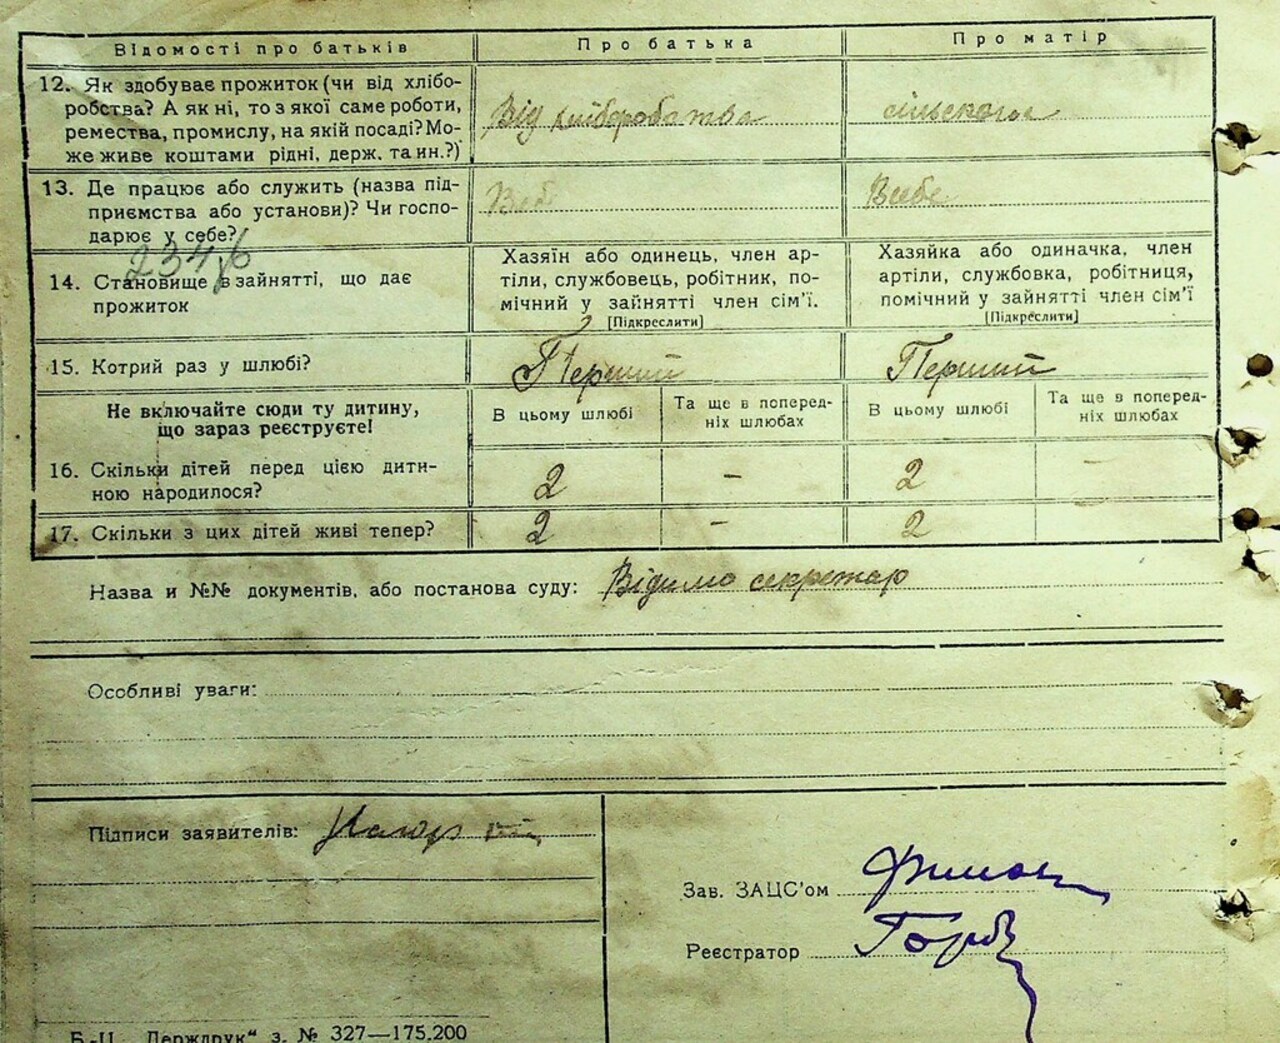 Відомості про батьків
Про батька
Про матір
12. Як здобуває прожиток (чи від хлібо-
робства? А як ні, то з якої саме роботи,
ремества, промислу, на якій посаді? Мо-
же живе коштами рідні, держ. та ин.?)
Від хліборобства
сільского
13. Де працює або служить (назва під-
приємства або установи)? Чи госпо-
дарює у себе?
Всебе
14. Становище в зайнятті, що дає
прожиток
Хазяїн або одинець, член ар-
тіли, службовець, робітник, по-
мічний у зайнятті член сім'ї.
[Підкреслити]
Хазяйка або одиначка, член
артіли, службовка, робітниця,
помічний у зайнятті член сім'ї
[Підкреслити]
15. Котрий раз у шлюбі?
Перший
Перший
Не включайте сюди ту дитину,
що зараз реєструєте!
В цьому шлюбі
Та ще в поперед-
ніх шлюбах
В цьому шлюбі
Та ще в поперед-
ніх шлюбах
16. Скільки дітей перед цією дити-
ною народилося?
2
–
2
–
17. Скільки з цих дітей живі тепер?
2
–
2
Назва и №№ документів, або постанова суду: Відимо секретар
Особливі уваги:
Підписи заявителів:
Зав. ЗАЦС'ом
Реєстратор
Б.-Ц. „Держдрук" з. № 327—175.200